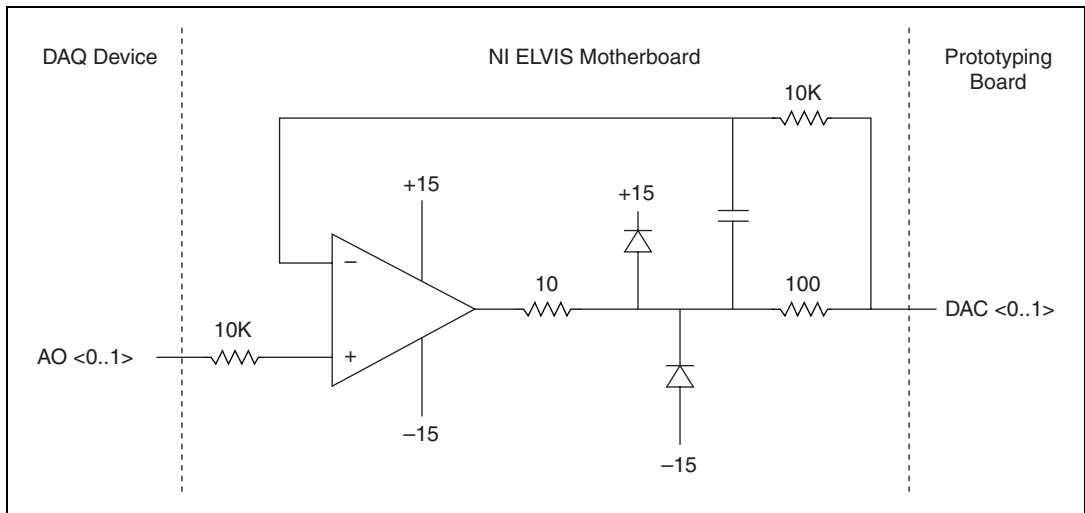 DAQ Device
NI ELVIS Motherboard
Prototyping
Board
10K
+15
+15
−
10
100
DAC <0..1>
10K
AO <0..1>
+
−15
−15